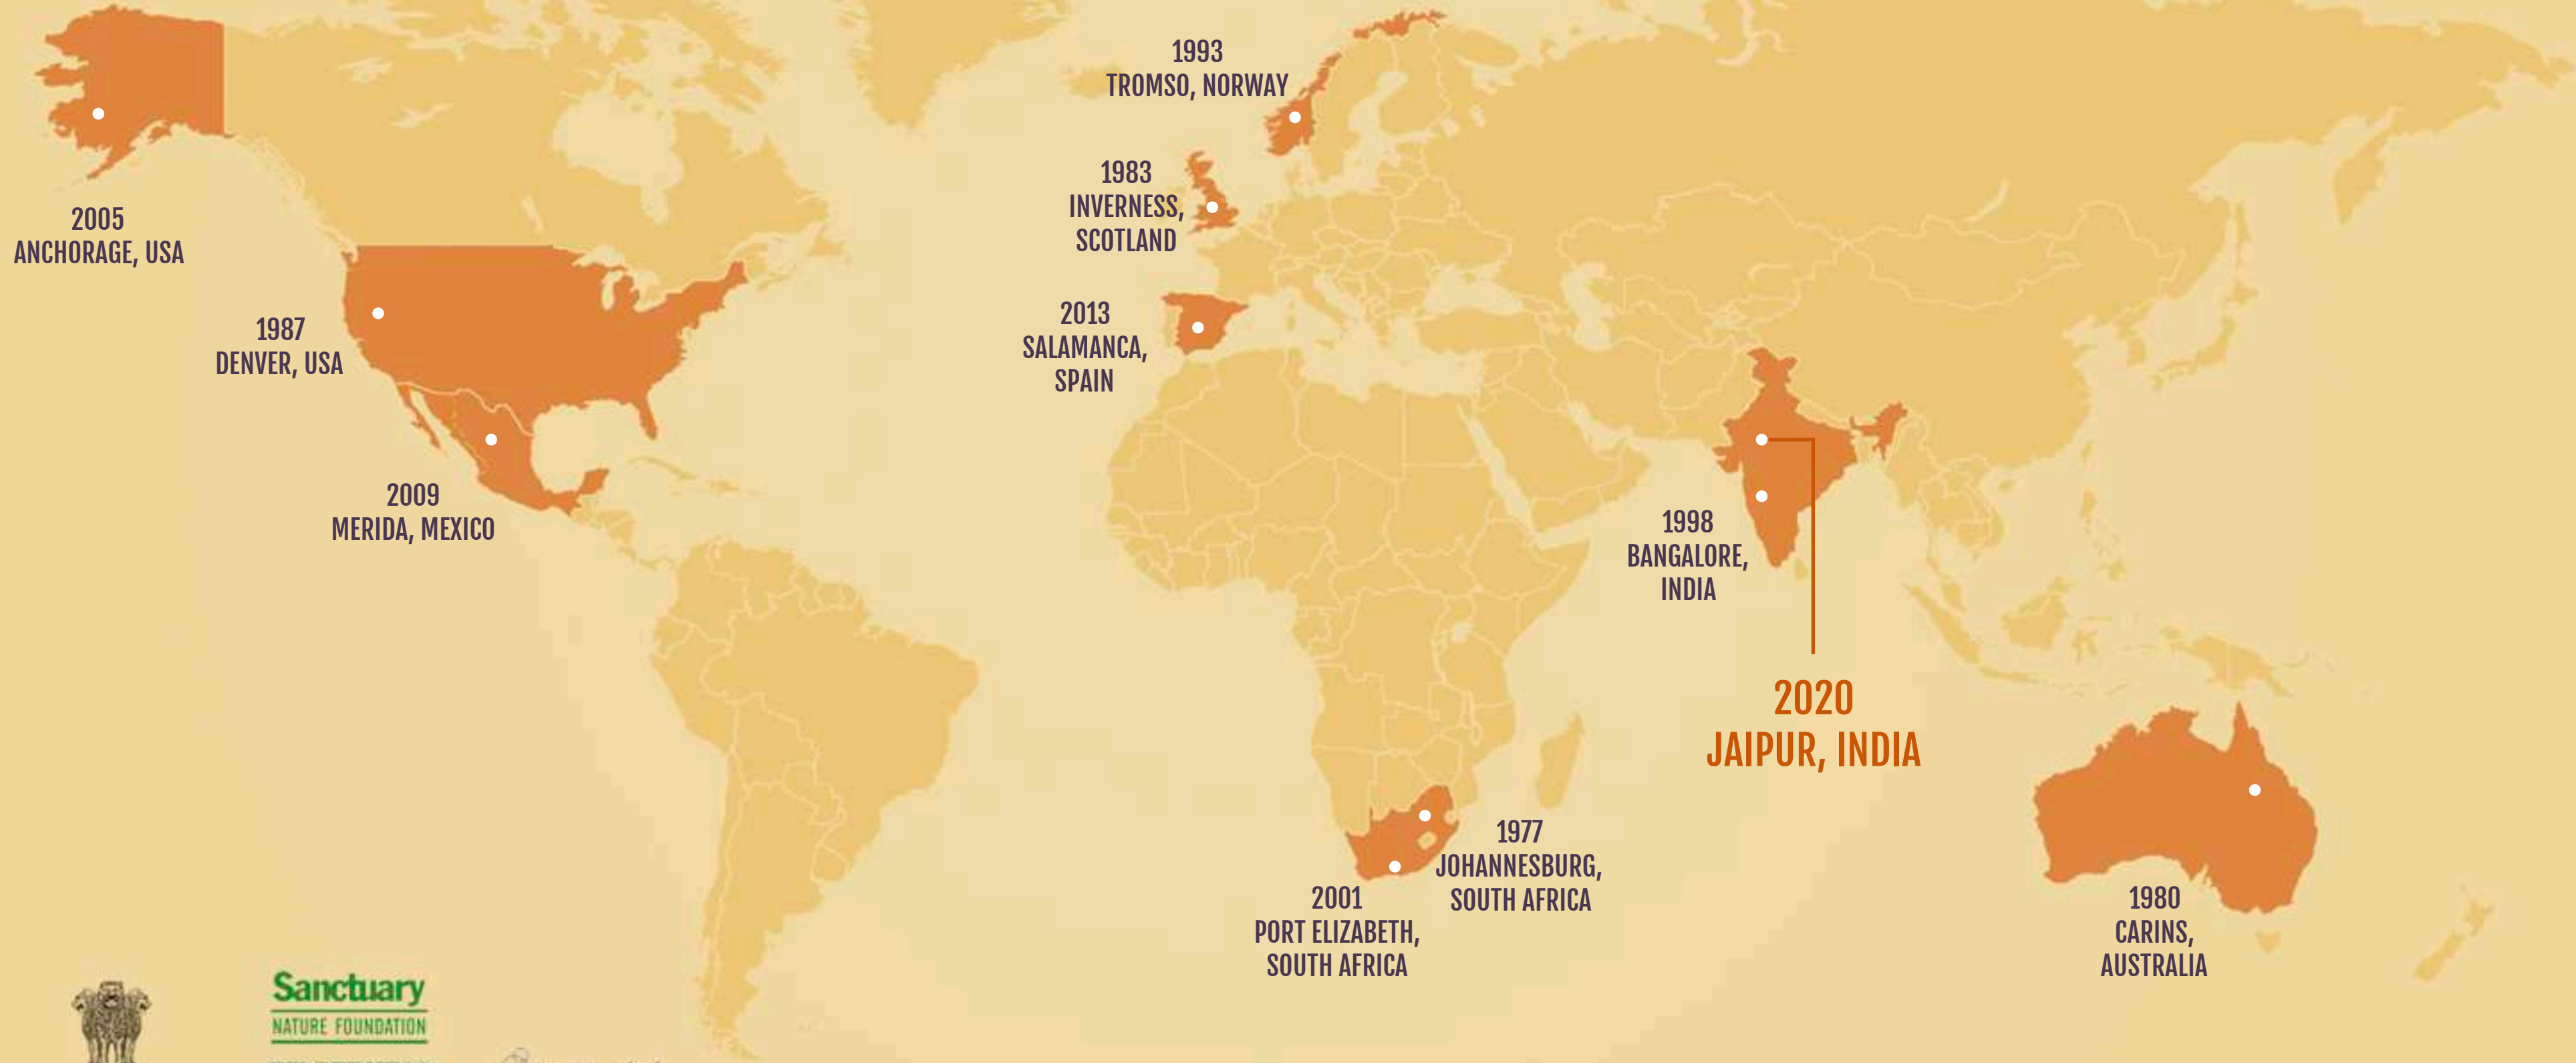 1993
TROMSO, NORWAY
1983
INVERNESS,
SCOTLAND
2005
ANCHORAGE, USA
2013
SALAMANCA,
SPAIN
1987
DENVER, USA
2009
MERIDA, MEXICO
1998
BANGALORE,
INDIA
2020
JAIPUR, INDIA
1977
JOHANNESBURG,
SOUTH AFRICA
2001
PORT ELIZABETH,
SOUTH AFRICA
1980
CARINS,
AUSTRALIA
Sanctuary
NATURE FOUNDATION